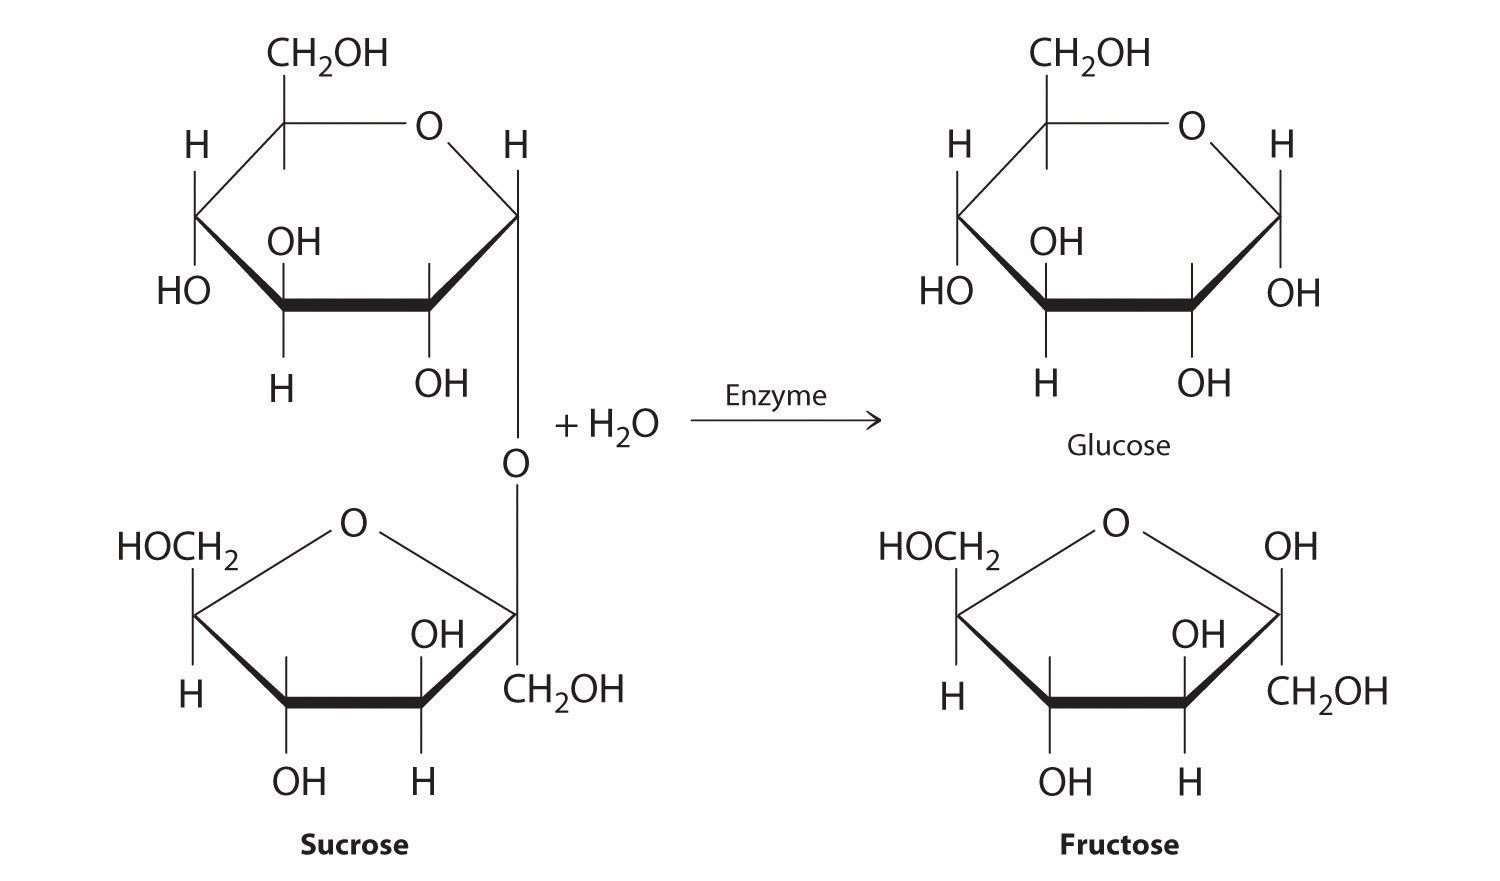 CH2OH
H O H
OH
HO
H OH
+ H2O Enzyme
O
HOCH2 O
OH
H CH2OH
OH H
Sucrose
CH2OH
H O H
OH
HO OH
H OH
Glucose
HOCH2 O OH
OH
H CH2OH
OH H
Fructose